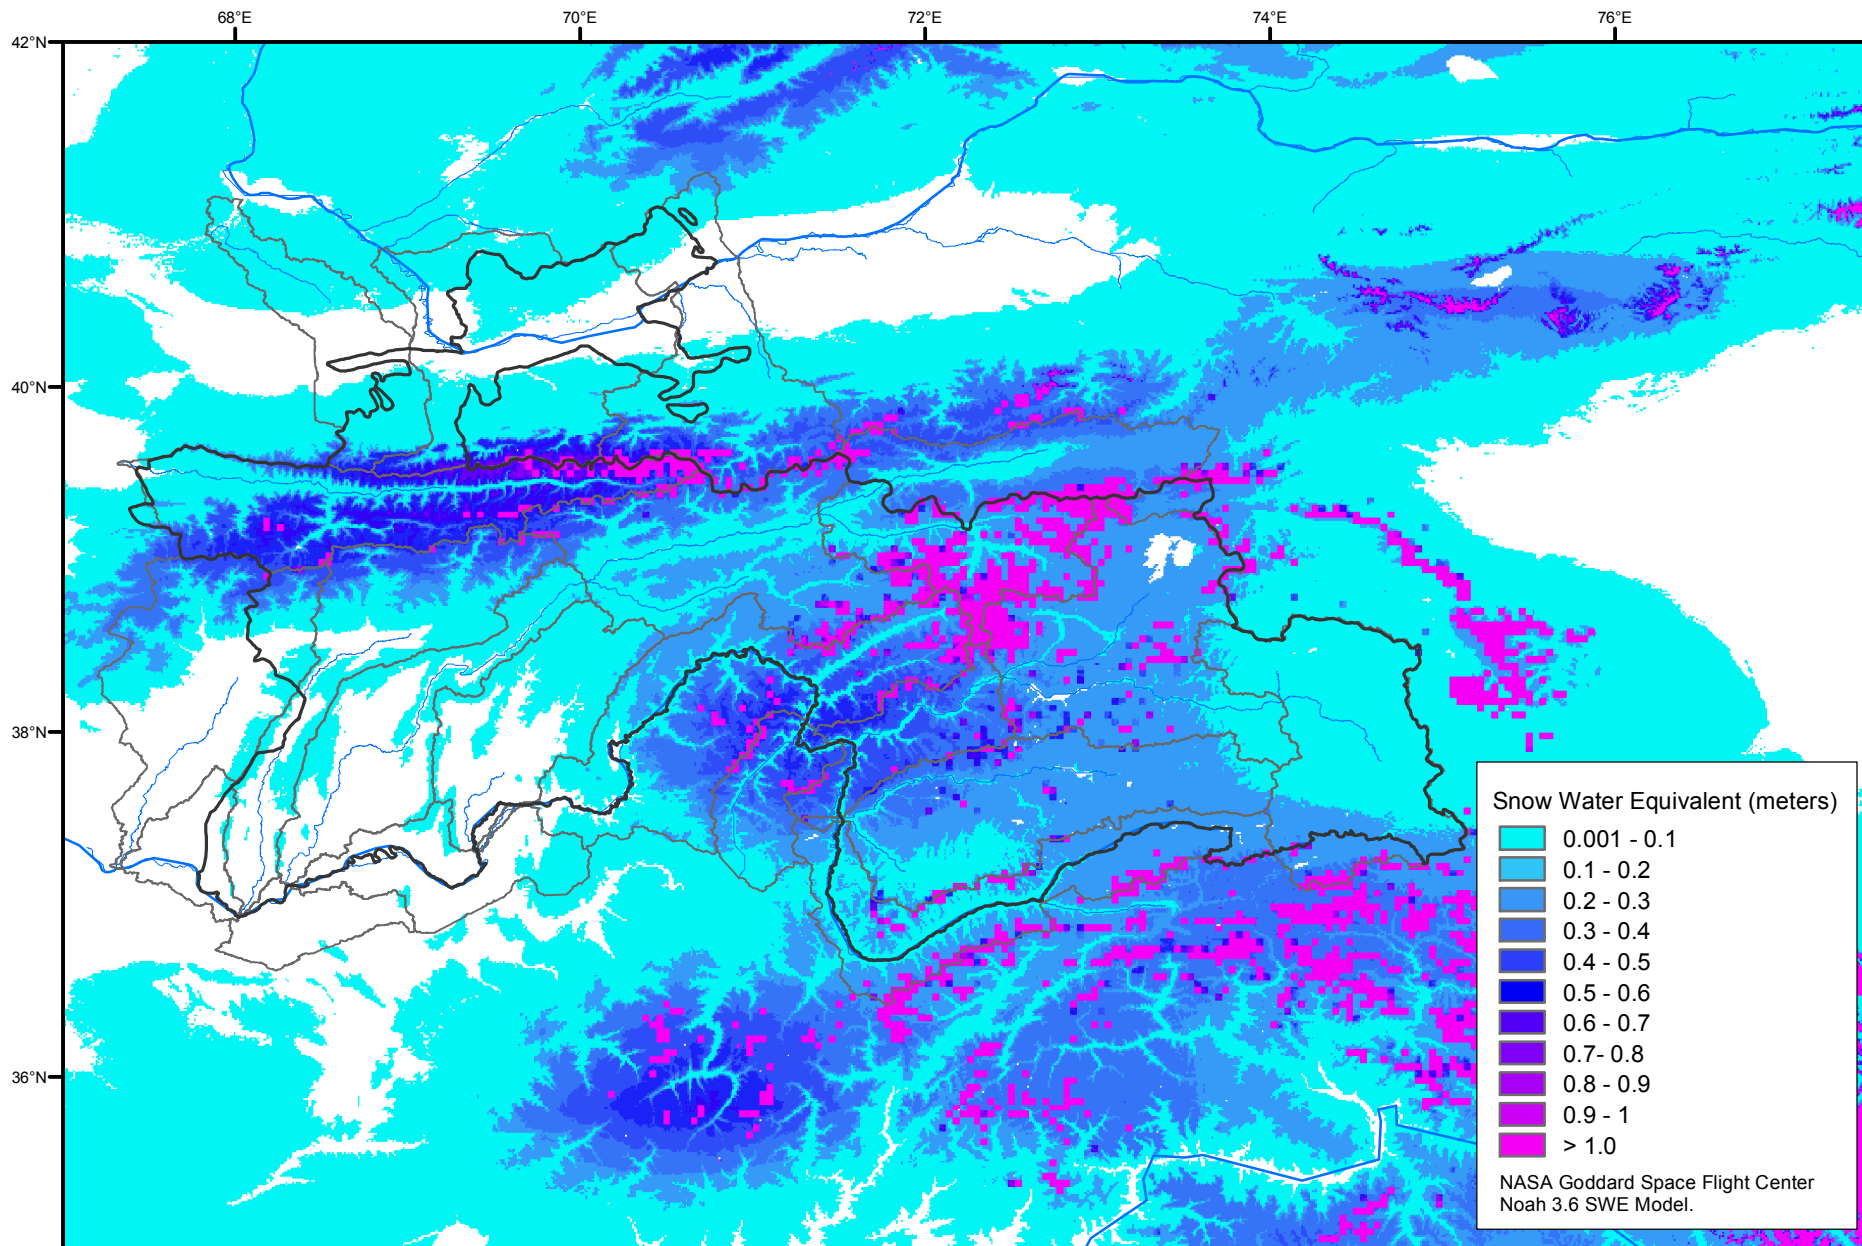 68°E
70°E
72°E
74°E
76°E
42°N
40°N
38°N
36°N
Snow Water Equivalent (meters)
0.001 - 0.1
0.1 - 0.2
0.2 - 0.3
0.3 - 0.4
0.4 - 0.5
0.5 - 0.6
0.6 - 0.7
0.7- 0.8
0.8 - 0.9
0.9 - 1
> 1.0
NASA Goddard Space Flight Center
Noah 3.6 SWE Model.